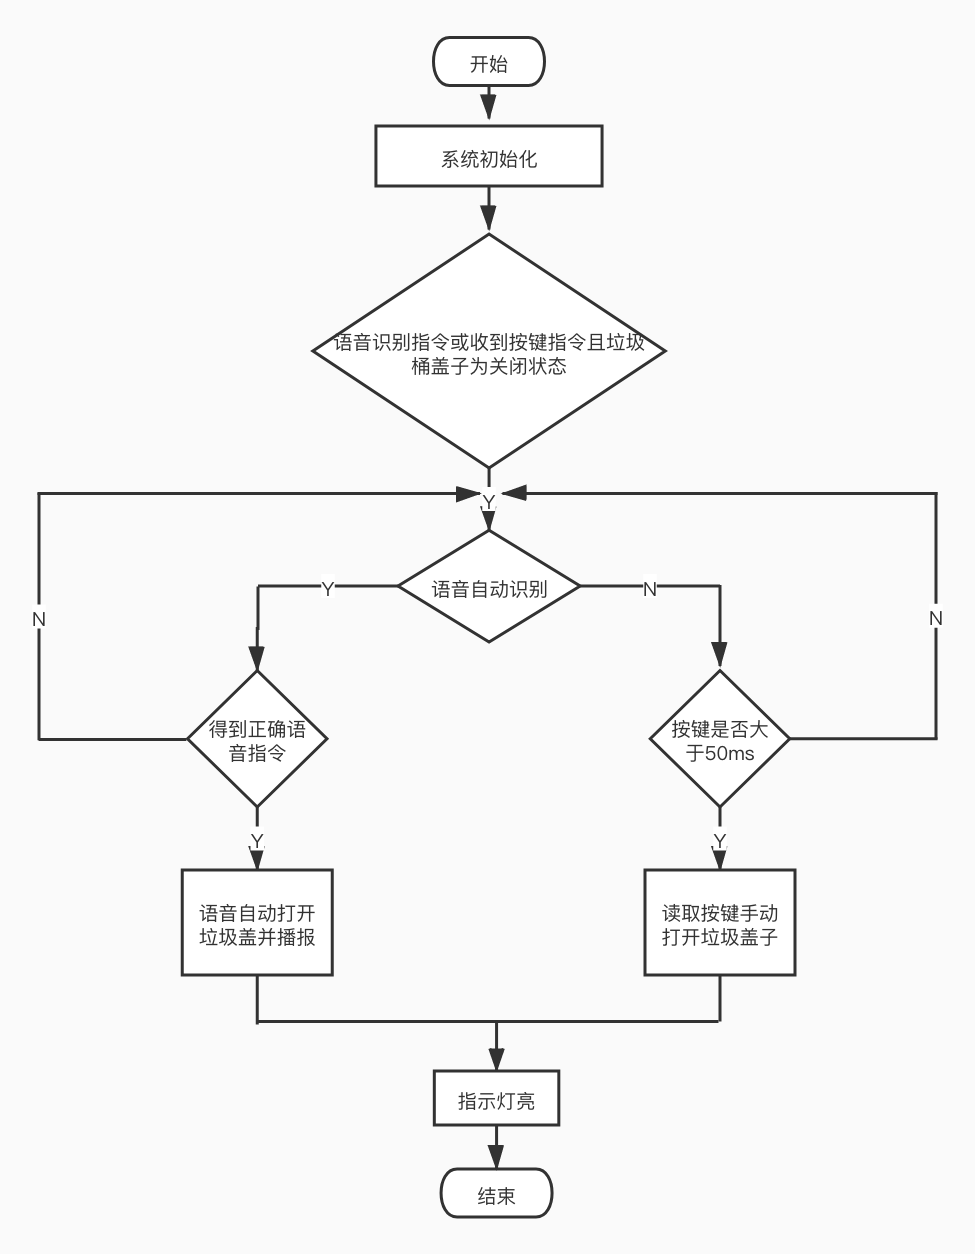 开始
系统初始化
语音识别指令或收到按键指令且垃圾
桶盖子为关闭状态
Y
语音自动识别
Y
N
N
N
得到正确语
音指令
按键是否大
于50ms
Y
Y
语音自动打开
垃圾盖并播报
读取按键手动
打开垃圾盖子
指示灯亮
结束